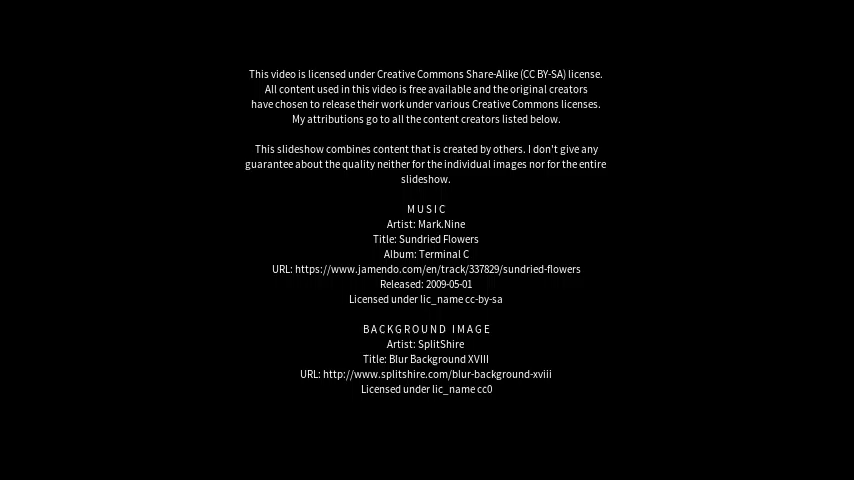 This video is licensed under Creative Commons Share-Alike (CC BY-SA) license.
All content used in this video is free available and the original creators
have chosen to release their work under various Creative Commons licenses.
My attributions go to all the content creators listed below.
This slideshow combines content that is created by others. I don't give any
guarantee about the quality neither for the individual images nor for the entire
slideshow.
MUSIC
Artist: Mark.Nine
Title: Sundried Flowers
Album: Terminal C
URL: https://www.jamendo.com/en/track/337829/sundried-flowers
Released: 2009-05-01
Licensed under lic_name cc-by-sa
BACKGROUND IMAGE
Artist: SplitShire
Title: Blur Background XVIII
URL: http://www.splitshire.com/blur-background-xviii
Licensed under lic_name cc0